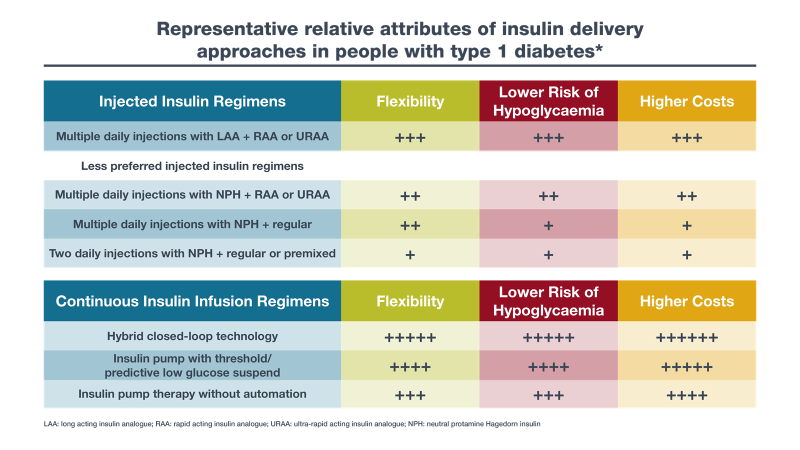 Representative relative attributes of insulin delivery
approaches in people with type 1 diabetes*
Injected Insulin Regimens Flexibility Lower Risk of Hypoglycaemia Higher Costs
Multiple daily injections with LAA + RAA or URAA +++ +++ +++
Less preferred injected insulin regimens
Multiple daily injections with NPH + RAA or URAA ++ ++ ++
Multiple daily injections with NPH + regular ++ + +
Two daily injections with NPH + regular or premixed + + +
Continuous Insulin Infusion Regimens Flexibility Lower Risk of Hypoglycaemia Higher Costs
Hybrid closed-loop technology +++++ +++++ ++++++
Insulin pump with threshold/
predictive low glucose suspend ++++ ++++ +++++
Insulin pump therapy without automation +++ +++ ++++
LAA: long acting insulin analogue; RAA: rapid acting insulin analogue; URAA: ultra-rapid acting insulin analogue; NPH: neutral protamine Hagedorn insulin